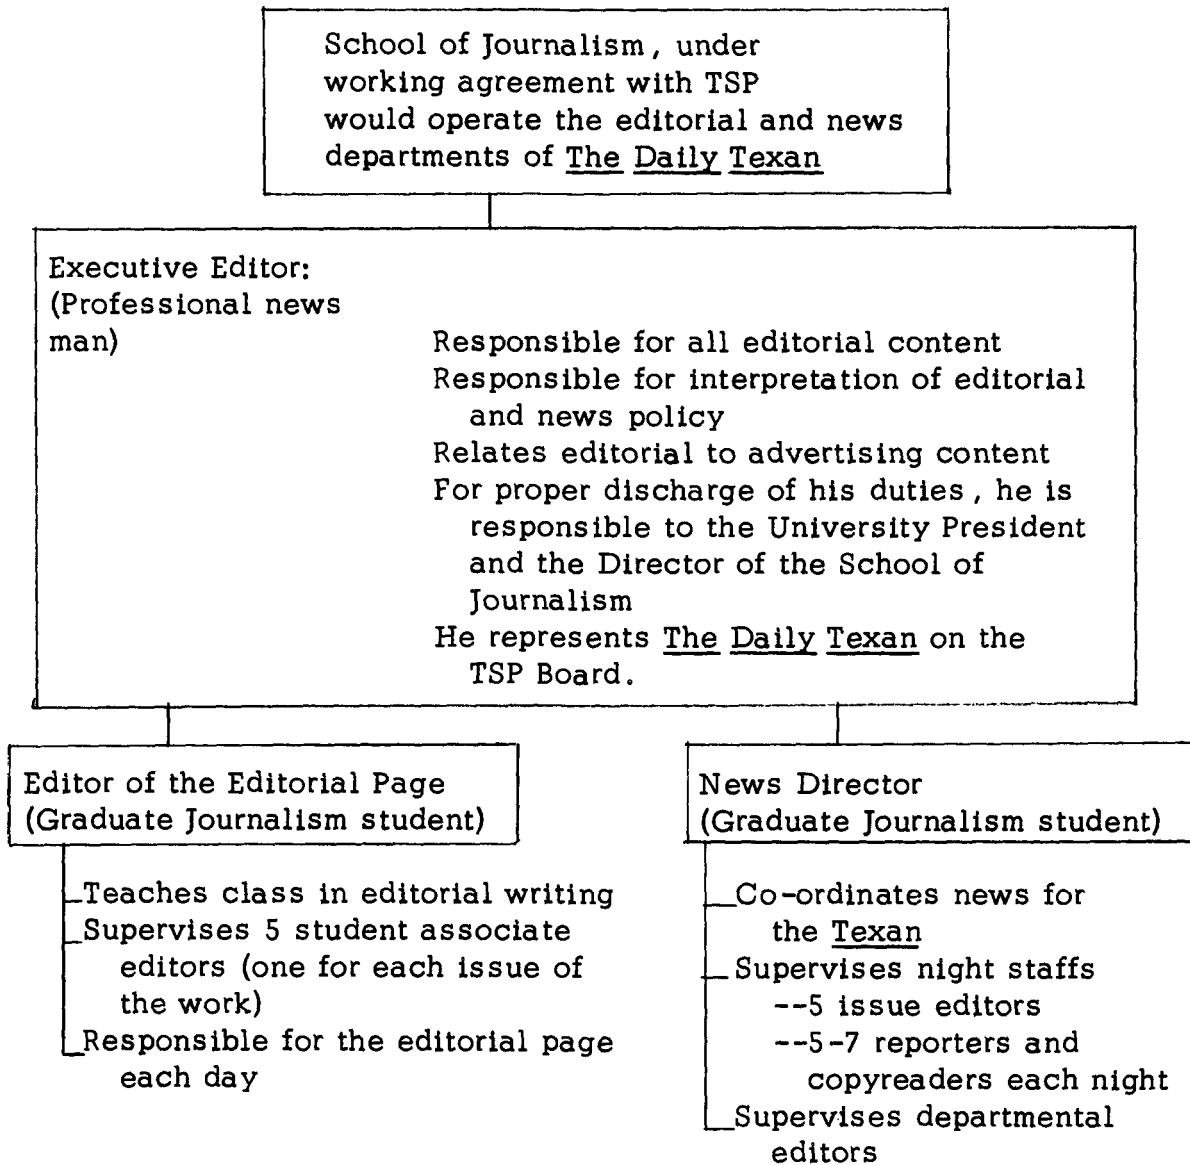 School of Journalism, under
working agreement with TSP
would operate the editorial and news
departments of The Daily Texan
Executive Editor:
(Professional news
man)
Responsible for all editorial content
Responsible for interpretation of editorial
and news policy
Relates editorial to advertising content
For proper discharge of his duties, he is
responsible to the University President
and the Director of the School of
Journalism
He represents The Daily Texan on the
TSP Board.
Editor of the Editorial Page
(Graduate Journalism student)
Teaches class in editorial writing
Supervises 5 student associate
editors (one for each issue of
the work)
Responsible for the editorial page
each day
News Director
(Graduate Journalism student)
Co-ordinates news for
the Texan
Supervises night staffs
--5 issue editors
--5-7 reporters and
copyreaders each night
Supervises departmental
editors